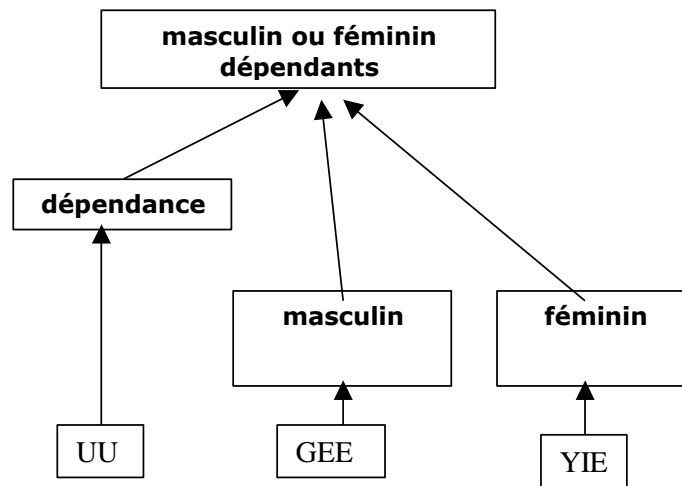 masculin ou féminin
dépendants
dépendance
masculin
féminin
UU
GEE
YIE